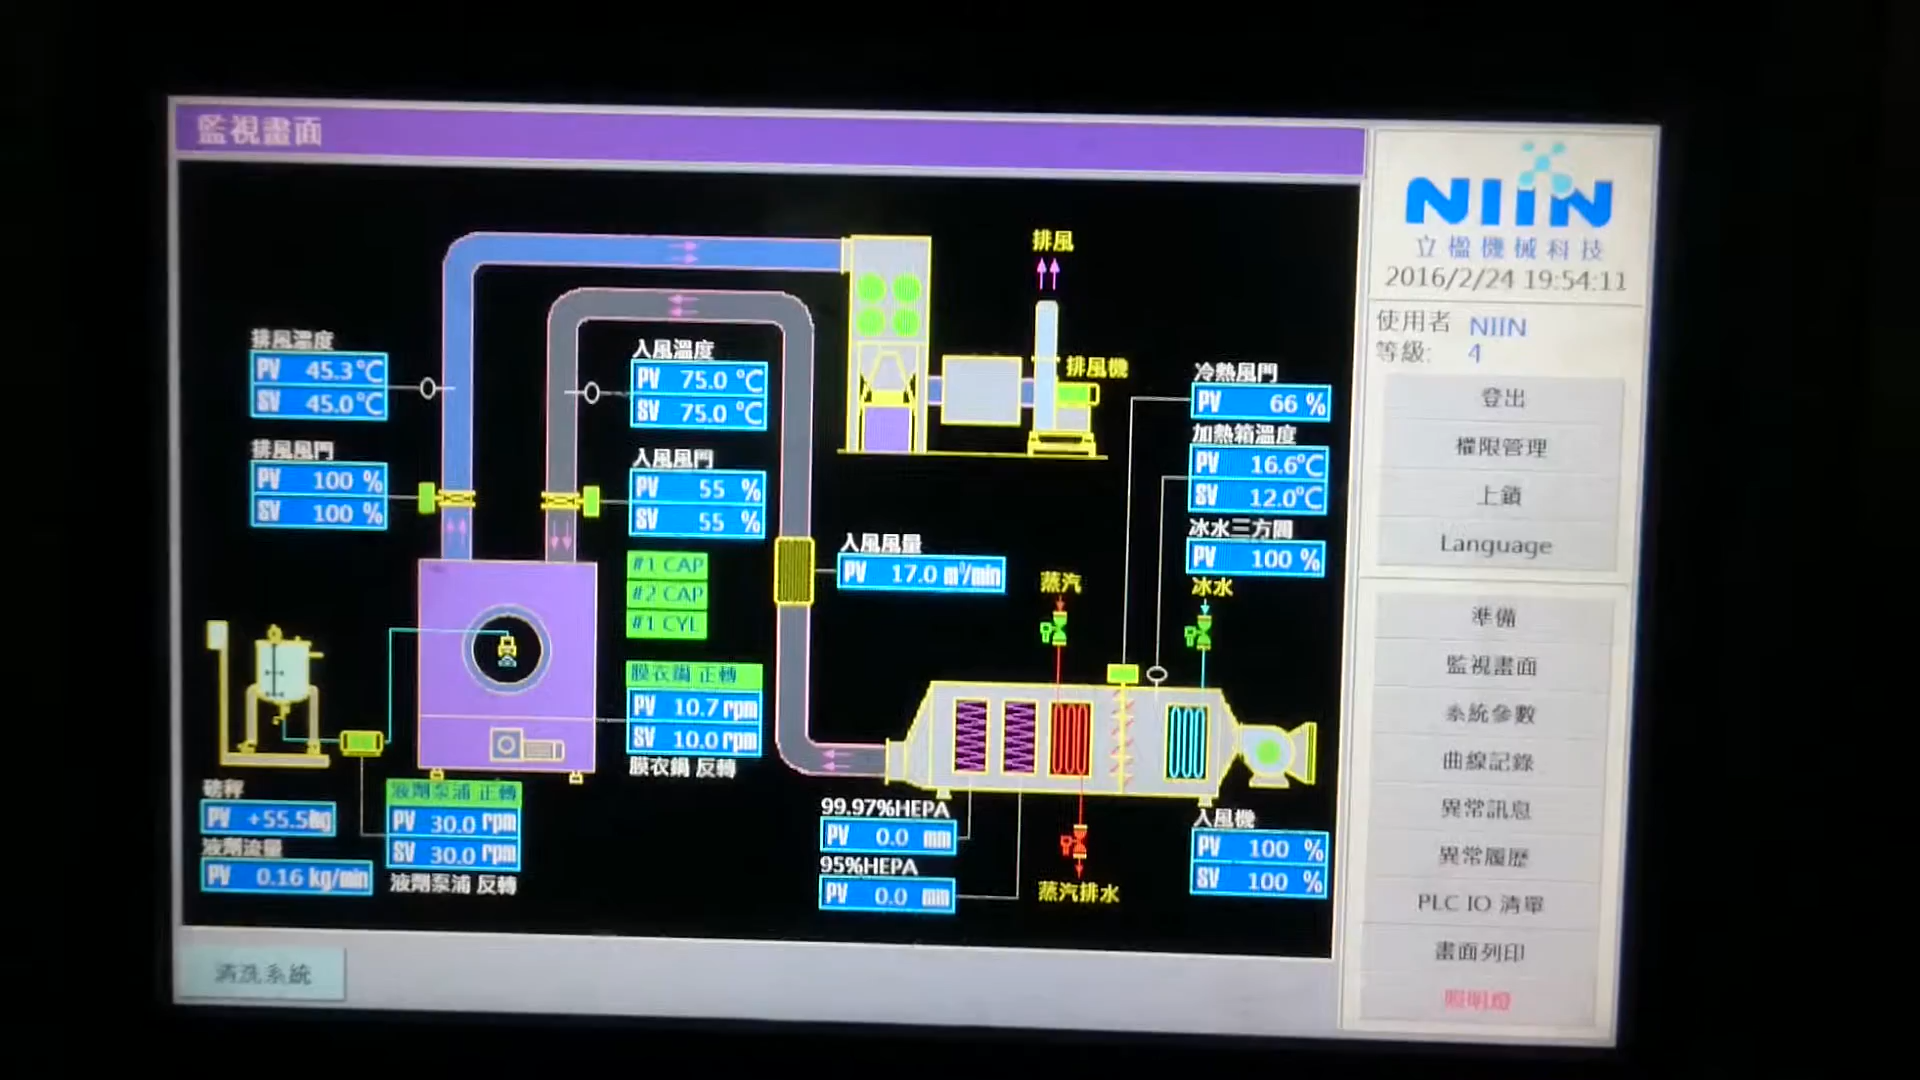 監視畫面
NIIN
立楹機械科技
2016/2/24 19:54:11
使用者 NIIN
等級: 4
登出
權限管理
上鎖
Language
準備
監視畫面
系統參數
曲線記錄
異常訊息
異常履歷
PLC IO 清單
畫面列印
照明燈
排風
排風機
排風溫度
PV 45.3°C
SV 45.0°C
排風風門
PV 100 %
SV 100 %
入風溫度
PV 75.0 °C
SV 75.0 °C
入風風門
PV 55 %
SV 55 %
#1 CAP
#2 CAP
#1 CYL
膜衣鍋 正轉
PV 10.7 rpm
SV 10.0 rpm
膜衣鍋 反轉
入風風量
PV 17.0 m³/min
冷熱風門
PV 66 %
加熱箱溫度
PV 16.6°C
SV 12.0°C
冰水三方閥
PV 100 %
蒸汽
冰水
磅秤
PV +55.5kg
液劑流量
PV 0.16 kg/min
液劑泵浦 正轉
PV 30.0 rpm
SV 30.0 rpm
液劑泵浦 反轉
99.97%HEPA
PV 0.0 mm
95%HEPA
PV 0.0 mm
蒸汽排水
入風機
PV 100 %
SV 100 %
清洗系統